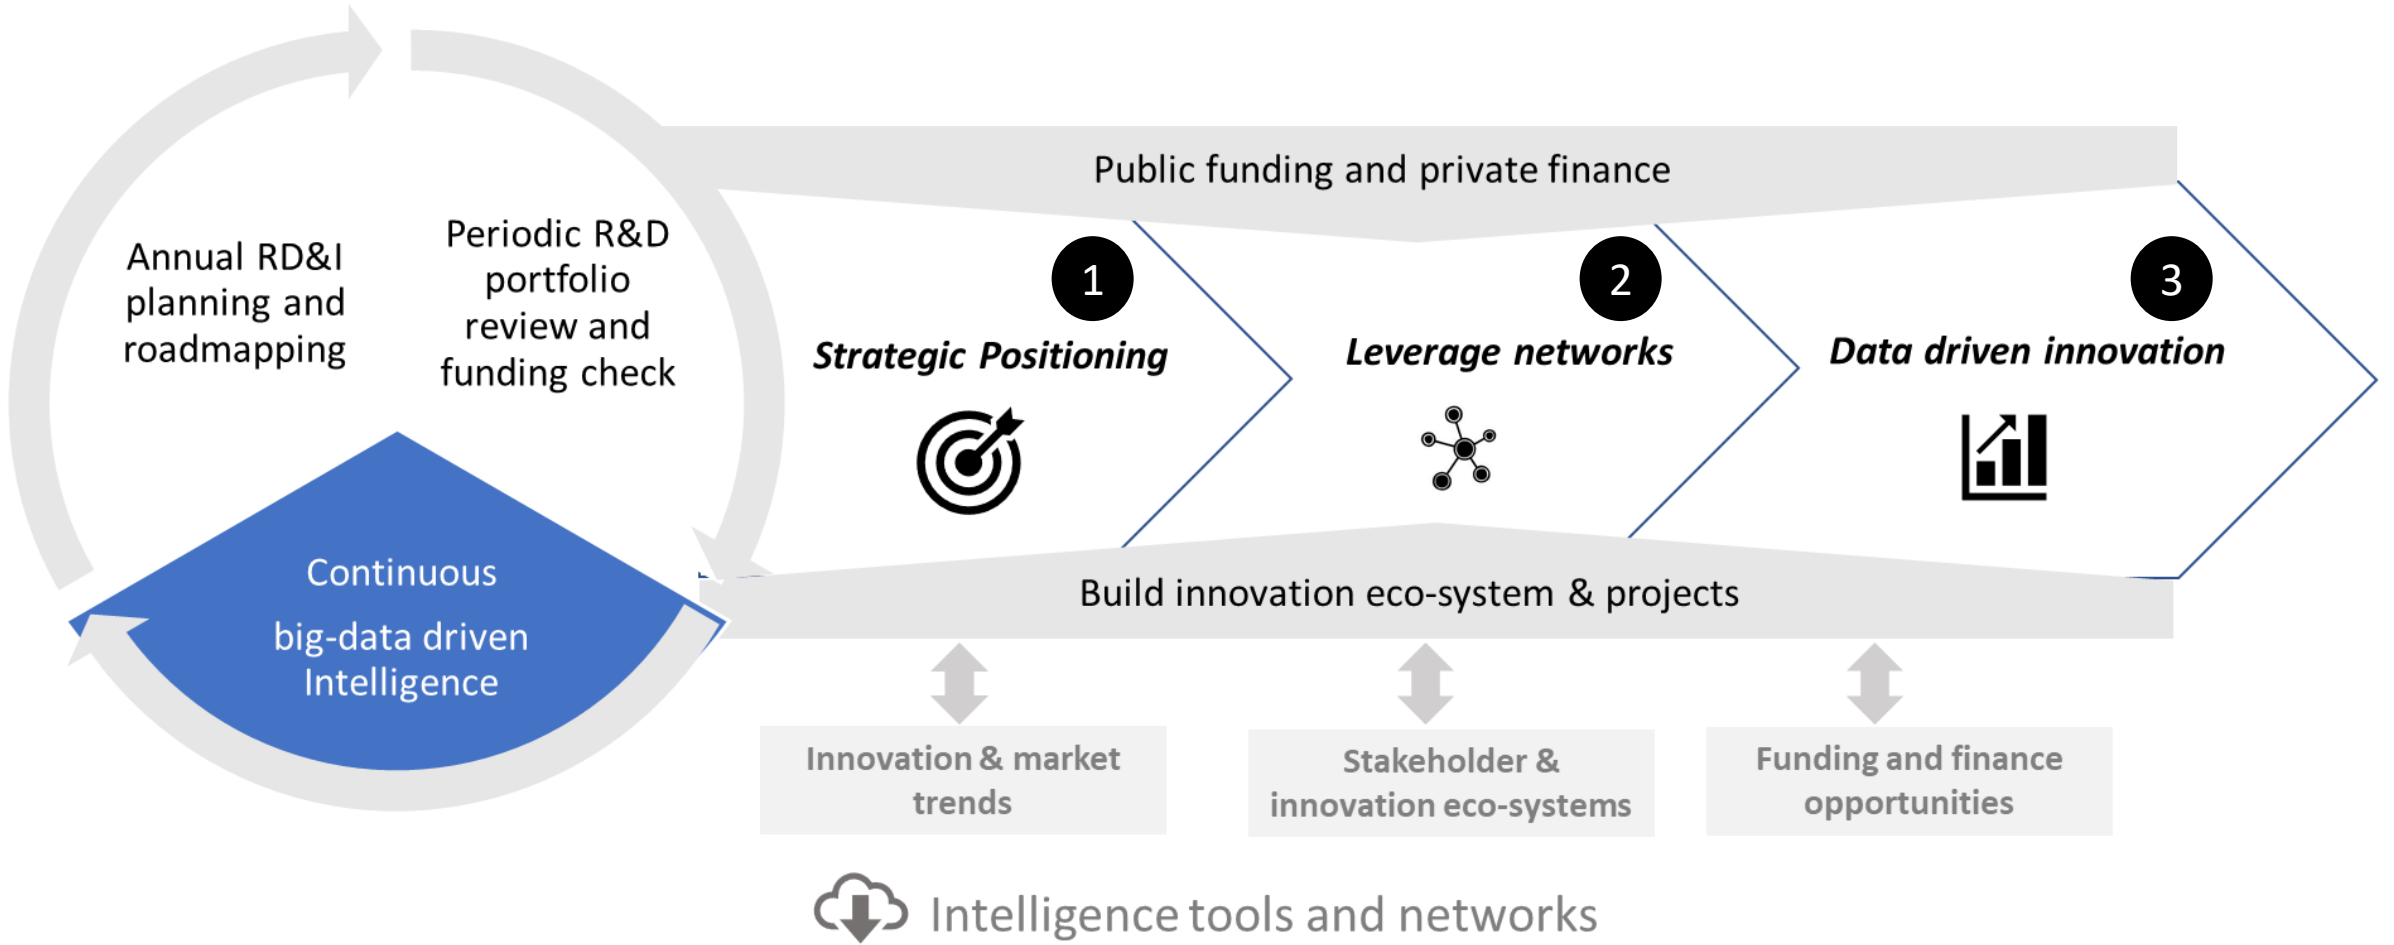 Annual RD&I
planning and
roadmapping
Periodic R&D
portfolio
review and
funding check
Continuous
big-data driven
Intelligence
Public funding and private finance
1
Strategic Positioning
2
Leverage networks
3
Data driven innovation
Build innovation eco-system & projects
Innovation & market
trends
Stakeholder &
innovation eco-systems
Funding and finance
opportunities
Intelligence tools and networks